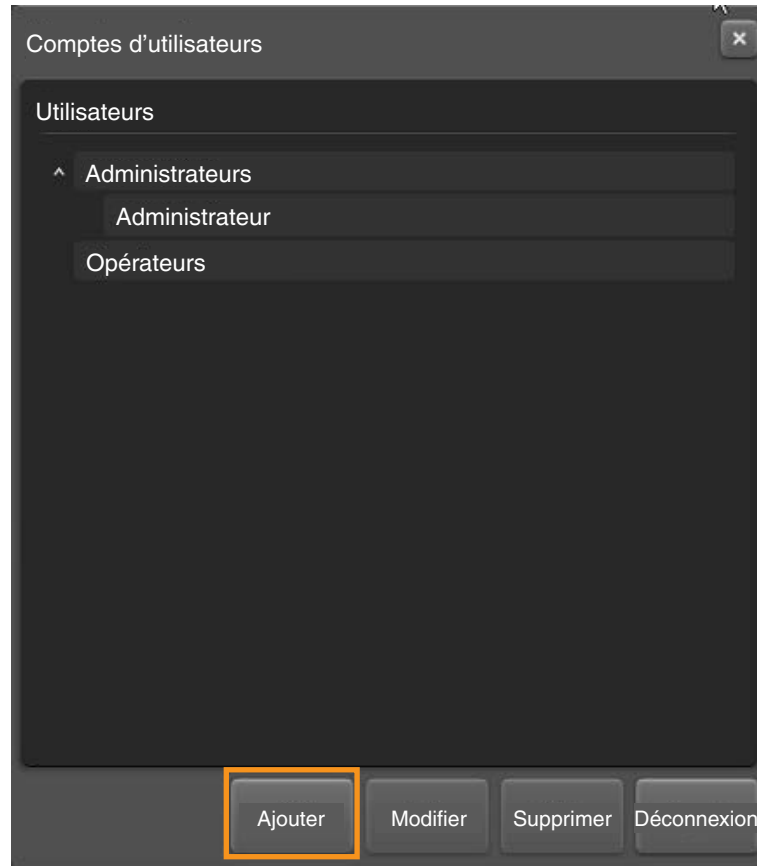 Comptes d’utilisateurs
Utilisateurs
Administrateurs
Administrateur
Opérateurs
Ajouter Modifier Supprimer Déconnexion